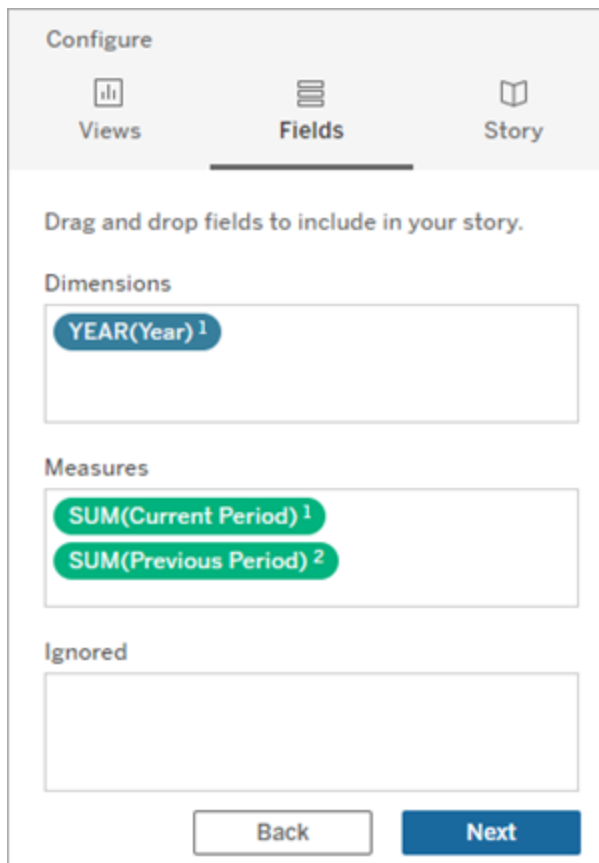 Configure
Views Fields Story
Drag and drop fields to include in your story.
Dimensions
YEAR(Year) 1
Measures
SUM(Current Period) 1
SUM(Previous Period) 2
Ignored
Back Next